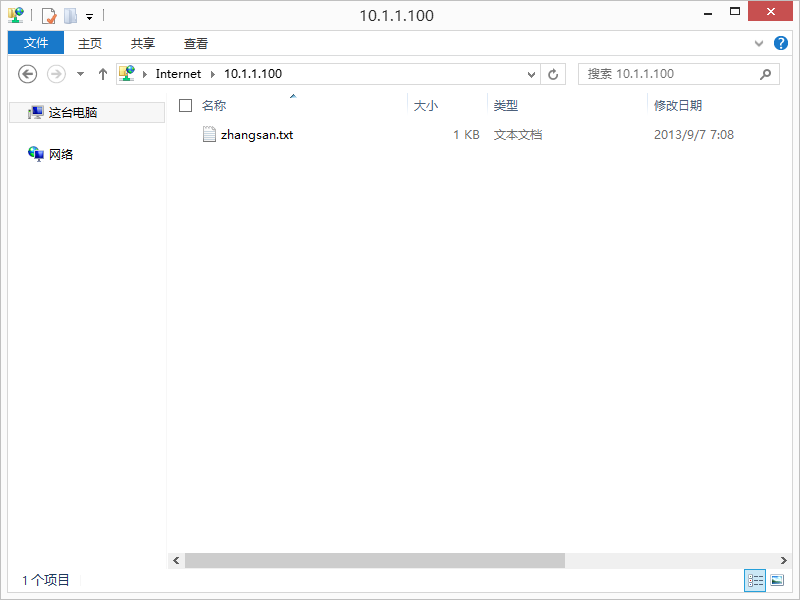 10.1.1.100
文件 主页 共享 查看
Internet 10.1.1.100 搜索 10.1.1.100
名称 大小 类型 修改日期
这台电脑
zhangsan.txt 1 KB 文本文档 2013/9/7 7:08
网络
1 个项目